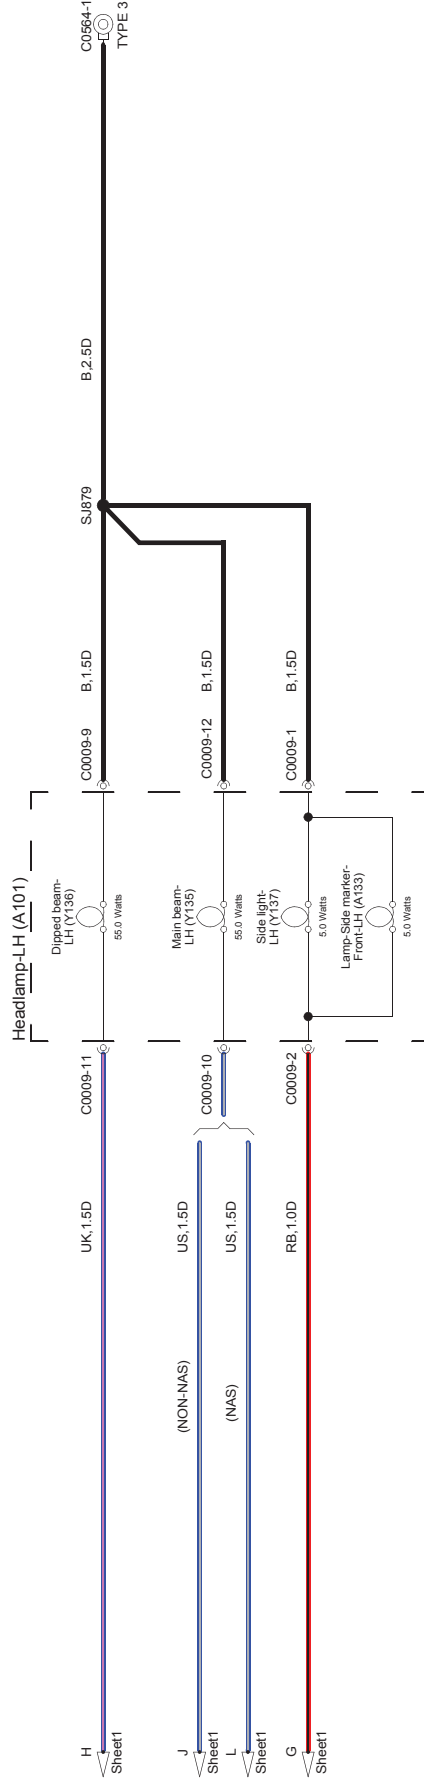 Headlamp-LH (A101)
Dipped beam-
LH (Y136)
H
UK,1.5D
C0009-11
C0009-9
B,1.5D
SJ879
B,2.5D
C0564-1
Sheet1
55.0 Watts
TYPE 3
J
(NON-NAS)
US,1.5D
Main beam-
LH (Y135)
Sheet1
C0009-10
C0009-12
B,1.5D
L
(NAS)
US,1.5D
55.0 Watts
Sheet1
Side light-
LH (Y137)
G
RB,1.0D
C0009-2
C0009-1
B,1.5D
Sheet1
5.0 Watts
Lamp-Side marker-
Front-LH (A133)
5.0 Watts